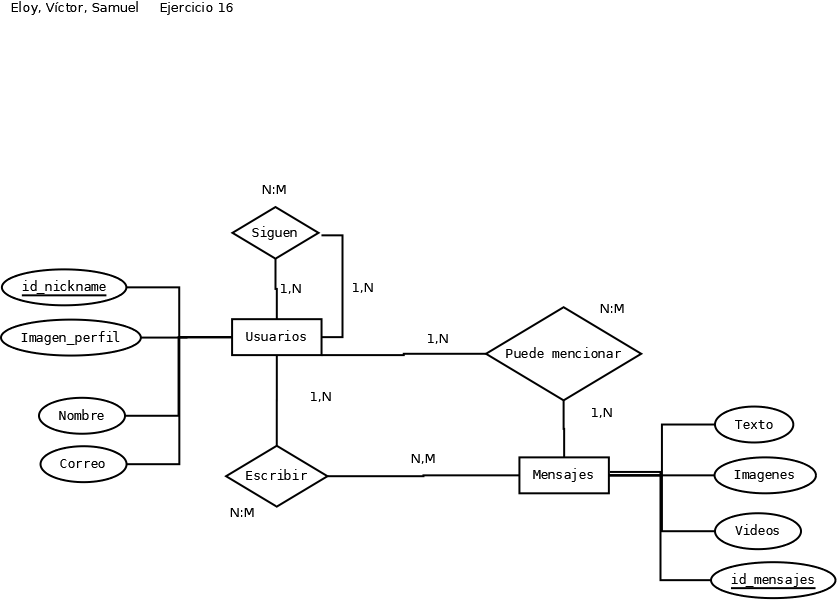 Eloy, Víctor, Samuel Ejercicio 16
N:M
Siguen
id_nickname
1,N
1,N
N:M
Imagen_perfil
Usuarios
1,N
Puede mencionar
1,N
1,N
Nombre
Texto
Correo
N,M
Escribir
Mensajes
Imagenes
N:M
Videos
id_mensajes